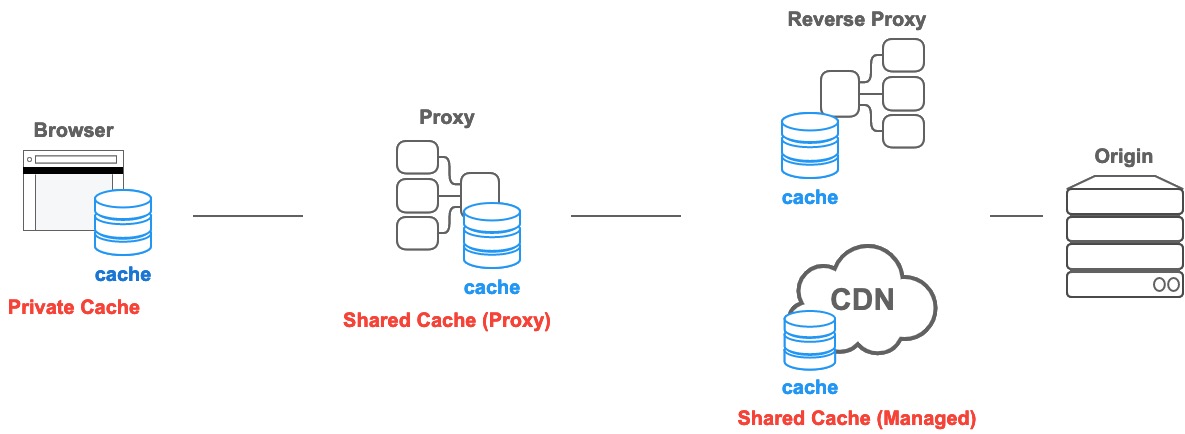 Browser
cache
Private Cache
Proxy
cache
Shared Cache (Proxy)
Reverse Proxy
cache
CDN
cache
Shared Cache (Managed)
Origin